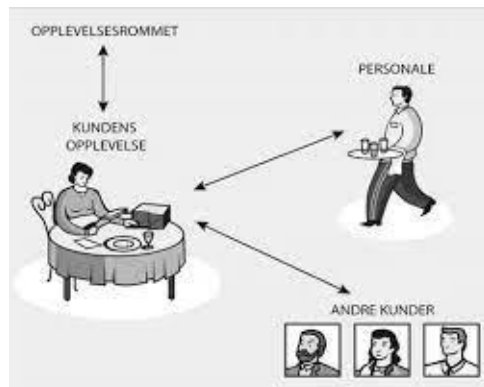 OPPLEVELSESROMMET
PERSONALE
KUNDENS
OPPLEVELSE
ANDRE KUNDER